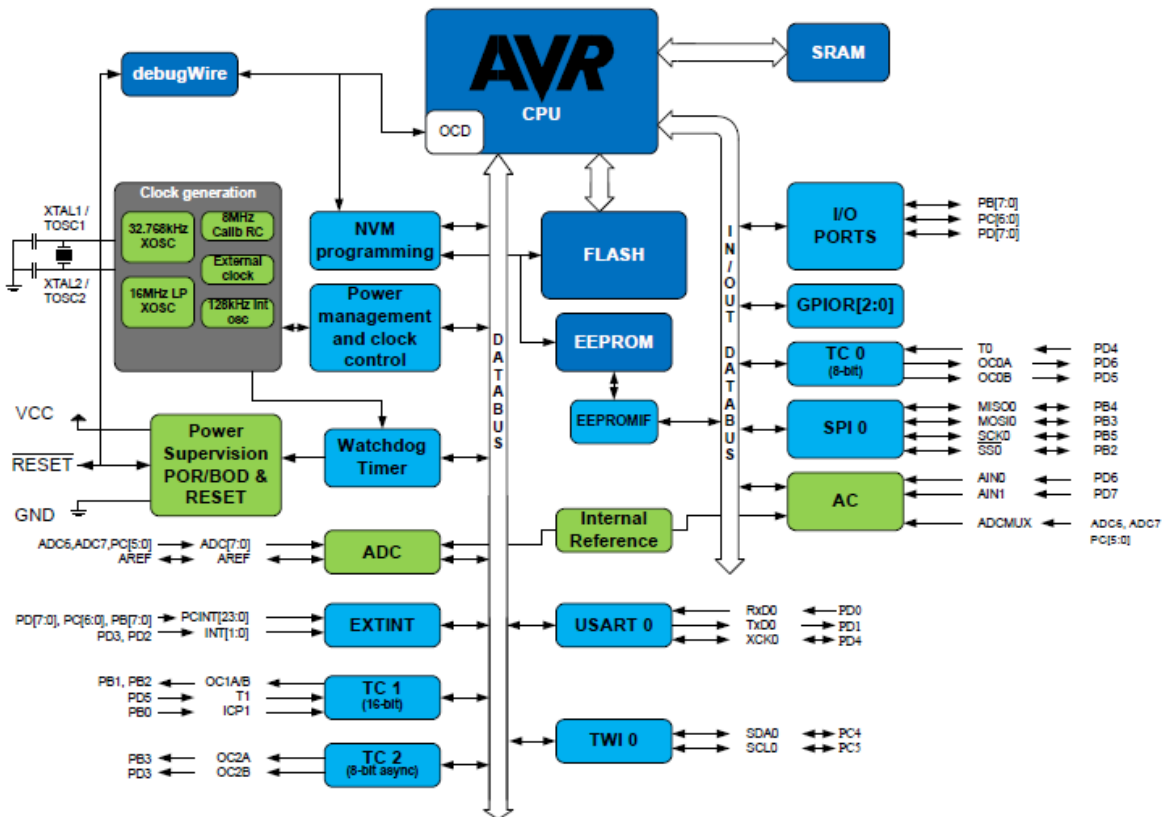 AVR
CPU
OCD
SRAM
debugWire
Clock generation
32.768kHz
XOSC
8MHz
Calib RC
External
clock
16MHz LP
XOSC
128kHz Int
osc
XTAL1 /
TOSC1
XTAL2 /
TOSC2
NVM
programming
Power
management
and clock
control
FLASH
EEPROM
EEPROMIF
DATABUS
IN/OUT DATABUS
I/O
PORTS
PB[7:0]
PC[6:0]
PD[7:0]
GPIOR[2:0]
TC 0
(8-bit)
T0 PD4
OC0A PD6
OC0B PD5
SPI 0
MISO0 PB4
MOSI0 PB3
SCK0 PB5
SS0 PB2
AC
AIN0 PD6
AIN1 PD7
ADCMUX ADC6, ADC7
PC[5:0]
VCC
RESET
GND
Power
Supervision
POR/BOD &
RESET
Watchdog
Timer
Internal
Reference
ADC6,ADC7,PC[5:0] ADC[7:0]
AREF AREF
ADC
PD[7:0], PC[6:0], PB[7:0] PCINT[23:0]
PD3, PD2 INT[1:0]
EXTINT
USART 0
RxD0 PD0
TxD0 PD1
XCK0 PD4
PB1, PB2 OC1A/B
PD5 T1
PB0 ICP1
TC 1
(16-bit)
TWI 0
SDA0 PC4
SCL0 PC5
PB3 OC2A
PD3 OC2B
TC 2
(8-bit async)